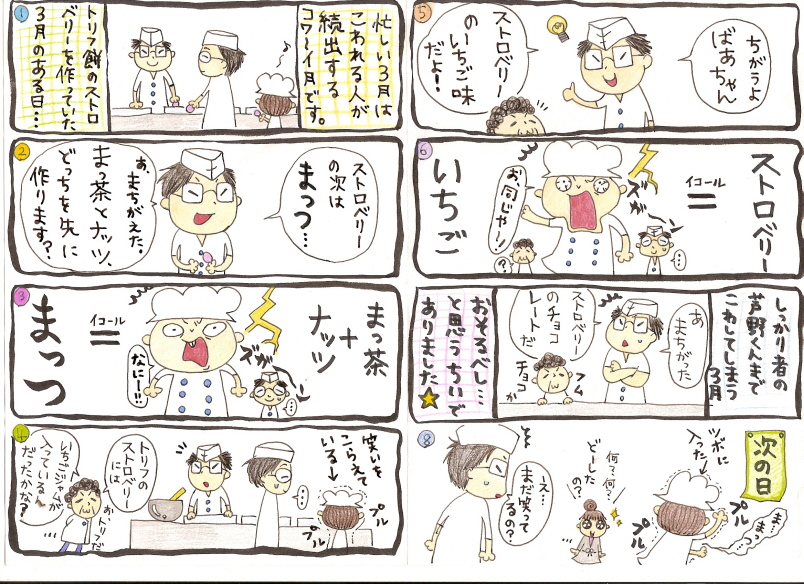 1
忙しい3月は
こわれる人が
続出する
コワ〜イ月です。
♪
トリフ餅のストロ
ベリーを作っていた
3月のある日…
2
ストロベリー
の次は
まっつ…
あ、まちがえた。
まっ茶とナッツ、
どっちを先に
作ります?
3
まっ茶
+
ナッツ
イコール
=
まっつ
なにー!!!
ズガ
…
4
笑いを
こらえて
いる→
プル
プル
…
トリフの
ストロベリー
には
おトリフだ
いちごジャムが
入っている
だったかな?
5
ちがうよ
ばあちゃん
ストロベリー
のいちご味
だよ!
6
ストロベリー
イコール
=
いちご
お同じゃー!
ズガ
…
?
しっかり者の
芦野くんまで
こわしてしまう
3月
あ
まちがった
ストロベリー
のチョコ
レートだ
フム
チョコか
おそるべし…
と思うちいで
ありました★
8
次の日
まっ…
まっつ…
ツボに
入った
プル
プル
何?何?
どーした
の?
え…
まだ笑って
るの?